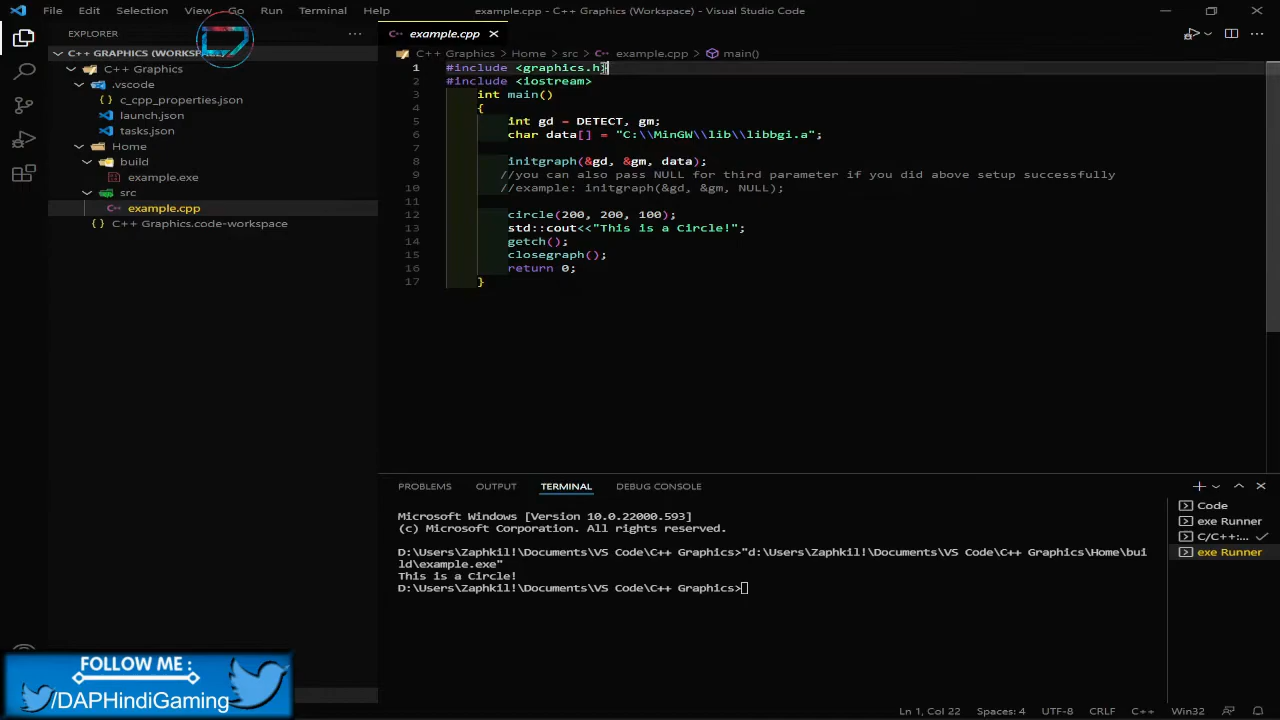 File Edit Selection View Go Run Terminal Help
example.cpp - C++ Graphics (Workspace) - Visual Studio Code
EXPLORER
C++ GRAPHICS (WORKSPACE)
C++ Graphics
.vscode
c_cpp_properties.json
launch.json
tasks.json
Home
build
example.exe
src
example.cpp
C++ Graphics.code-workspace
example.cpp
C++ Graphics > Home > src > example.cpp > main()
1 #include <graphics.h>
2 #include <iostream>
3 int main()
4 {
5 int gd = DETECT, gm;
6 char data[] = "C:\\MinGW\\lib\\libbgi.a";
7
8 initgraph(&gd, &gm, data);
9 //you can also pass NULL for third parameter if you did above setup successfully
10 //example: initgraph(&gd, &gm, NULL);
11
12 circle(200, 200, 100);
13 std::cout<<"This is a Circle!";
14 getch();
15 closegraph();
16 return 0;
17 }
PROBLEMS OUTPUT TERMINAL DEBUG CONSOLE
Microsoft Windows [Version 10.0.22000.593]
(c) Microsoft Corporation. All rights reserved.
D:\Users\Zaphkil!\Documents\VS Code\C++ Graphics>"d:\Users\Zaphkil!\Documents\VS Code\C++ Graphics\Home\bui
ld\example.exe"
This is a Circle!
D:\Users\Zaphkil!\Documents\VS Code\C++ Graphics>
Code
exe Runner
C/C++:...
exe Runner
FOLLOW ME :
/DAPHindiGaming
Ln 1, Col 22 Spaces: 4 UTF-8 CRLF C++ Win32